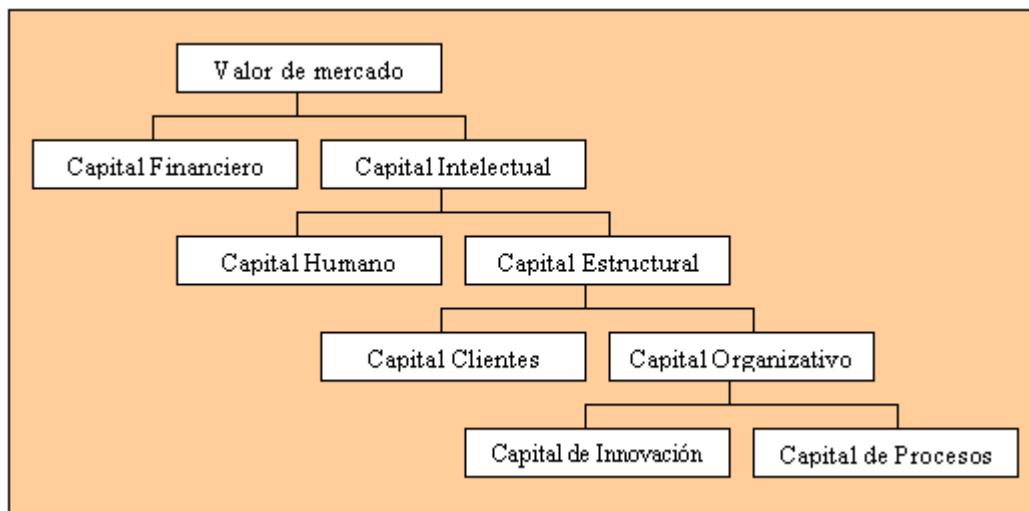 Valor de mercado
Capital Financiero
Capital Intelectual
Capital Humano
Capital Estructural
Capital Clientes
Capital Organizativo
Capital de Innovación
Capital de Procesos